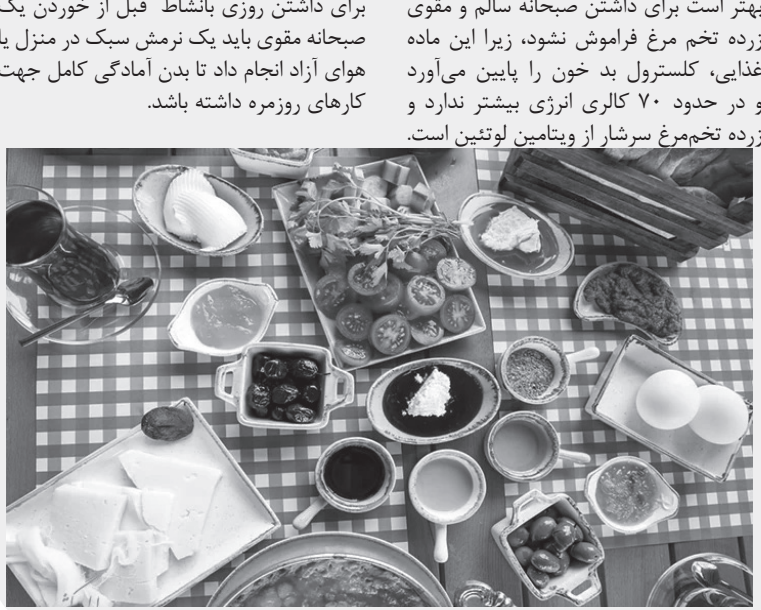 بهتر است برای داشتن صبحانه سالم و مقوی
زرده تخم مرغ فراموش نشود، زیرا این ماده
غذایی، کلسترول بد خون را پایین می‌آورد
و در حدود ۷۰ کالری انرژی بیشتر ندارد و
زرده تخم‌مرغ سرشار از ویتامین لوتئین است.
برای داشتن روزی بانشاط قبل از خوردن یک
صبحانه مقوی باید یک نرمش سبک در منزل یا
هوای آزاد انجام داد تا بدن آمادگی کامل جهت
کارهای روزمره داشته باشد.